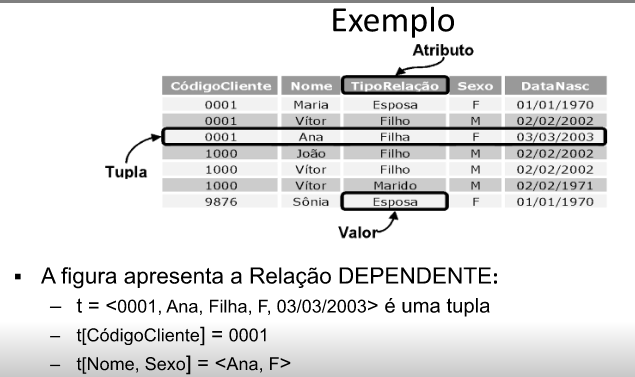 Exemplo
Atributo
CódigoCliente Nome TipoRelação Sexo DataNasc
0001 Maria Esposa F 01/01/1970
0001 Vítor Filho M 02/02/2002
0001 Ana Filha F 03/03/2003
Tupla
1000 João Filho M 02/02/2002
1000 Vítor Filho M 02/02/2002
1000 Vítor Marido M 02/02/1971
9876 Sônia Esposa F 01/01/1970
Valor
▪ A figura apresenta a Relação DEPENDENTE:
– t = <0001, Ana, Filha, F, 03/03/2003> é uma tupla
– t[CódigoCliente] = 0001
– t[Nome, Sexo] = <Ana, F>